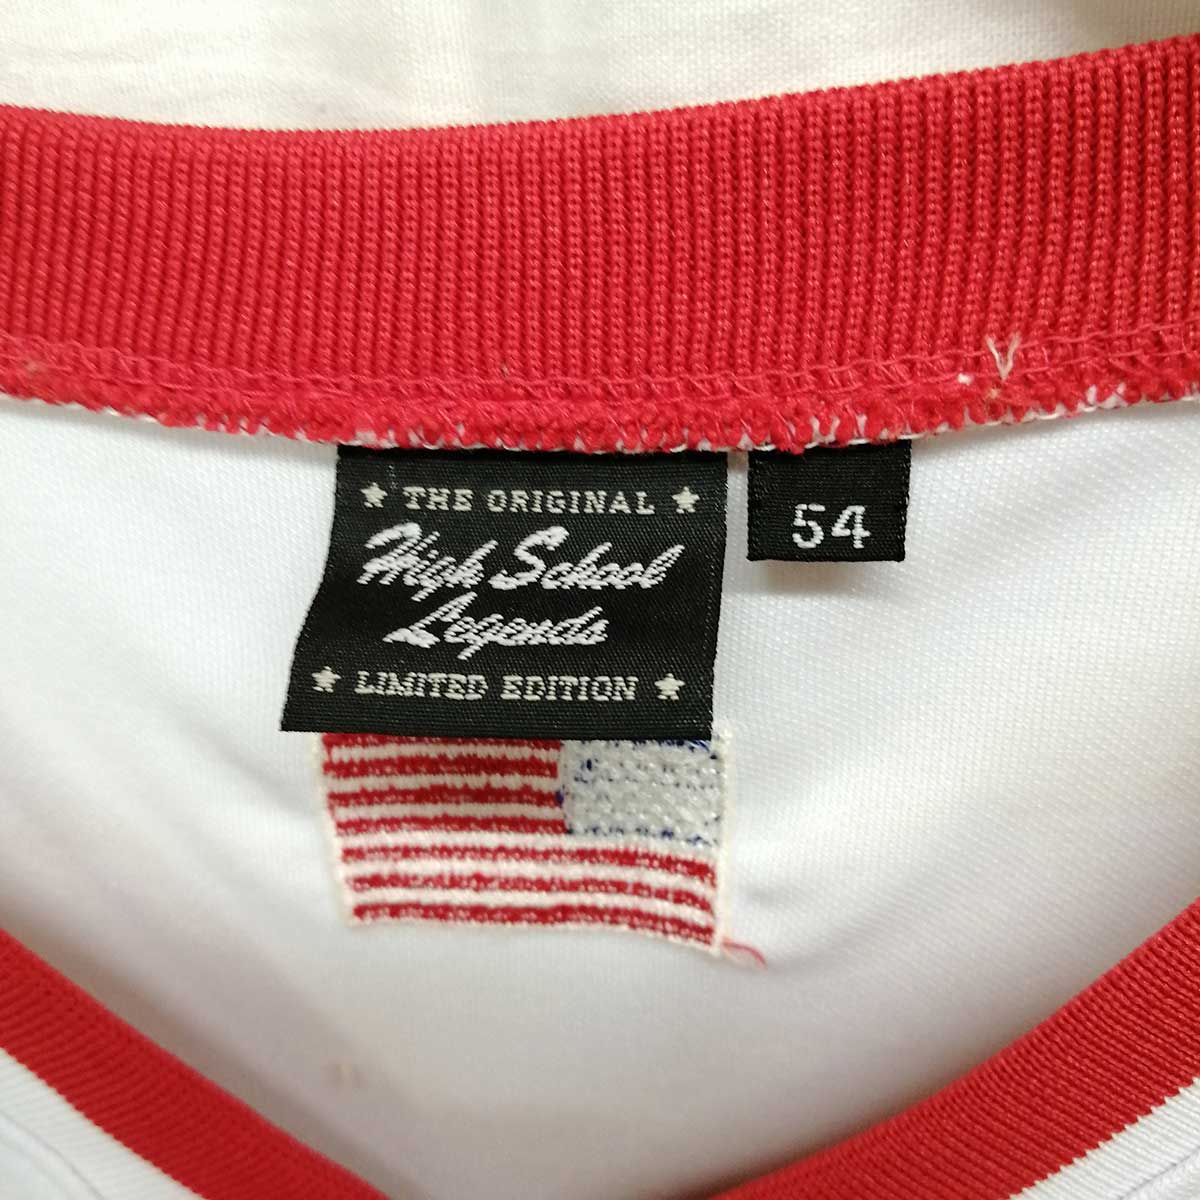 ★ THE ORIGINAL ★
High School
Legends
★ LIMITED EDITION ★
54